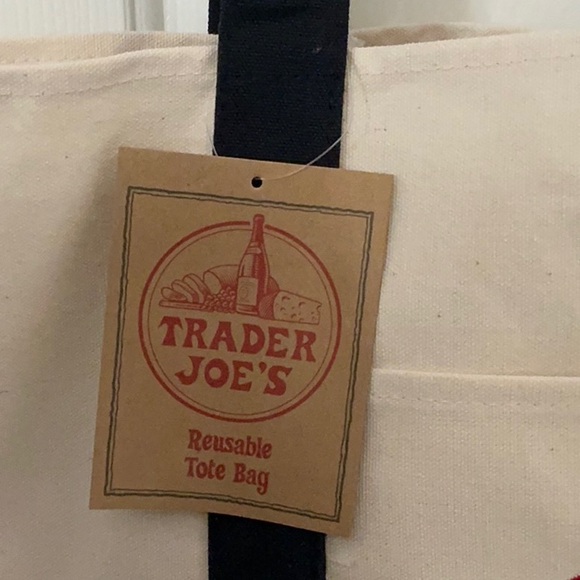 TRADER
JOE'S
Reusable
Tote Bag